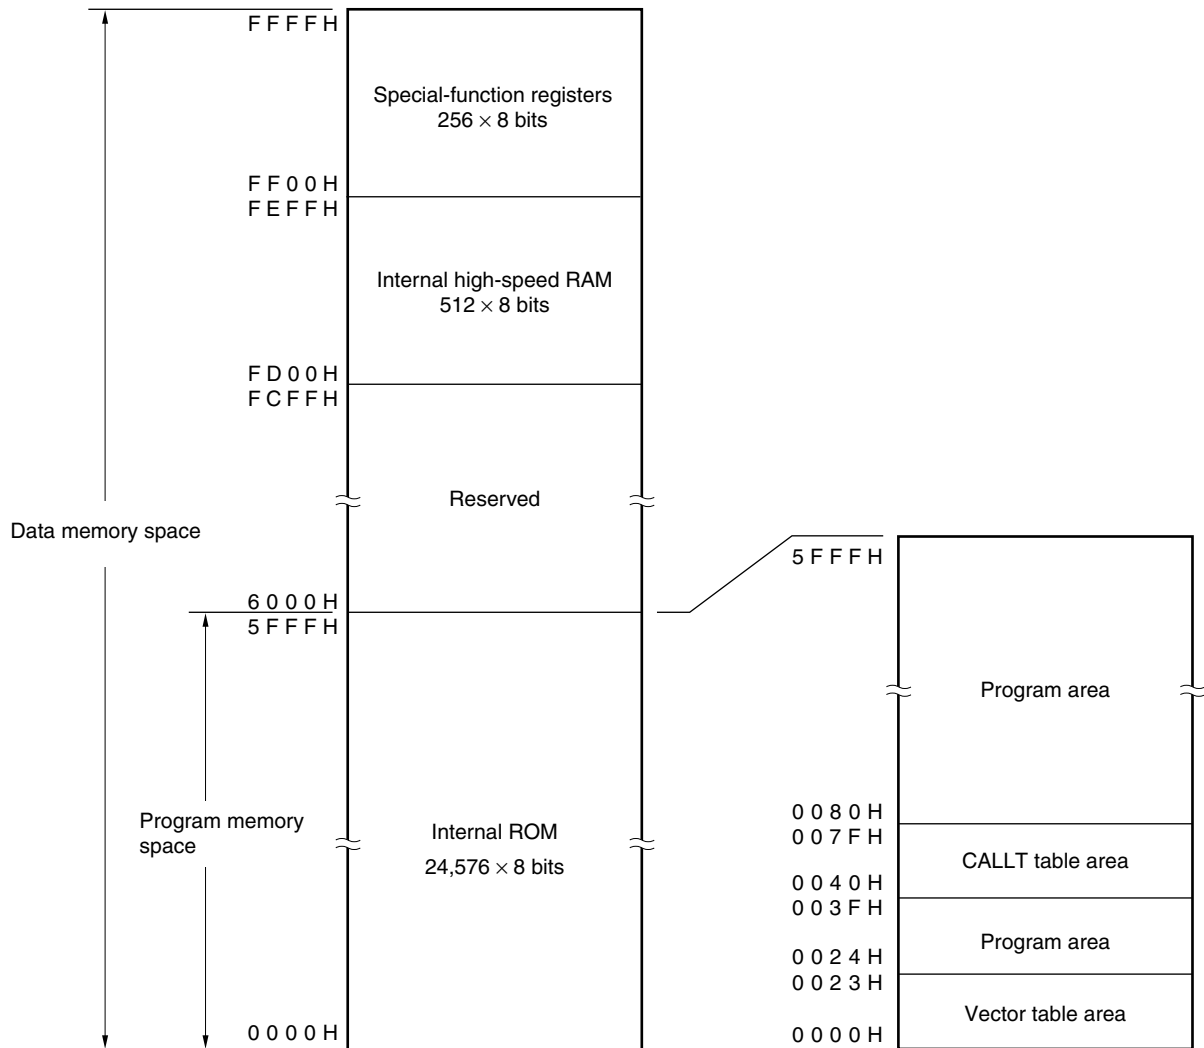 FFFFH
Special-function registers
256 × 8 bits
FF00H
FEFFH
Internal high-speed RAM
512 × 8 bits
FD00H
FCFFH
Reserved
Data memory space
5FFFH
6000H
5FFFH
Program area
Program memory
space
Internal ROM
24,576 × 8 bits
0080H
007FH
CALLT table area
0040H
003FH
Program area
0024H
0023H
Vector table area
0000H
0000H